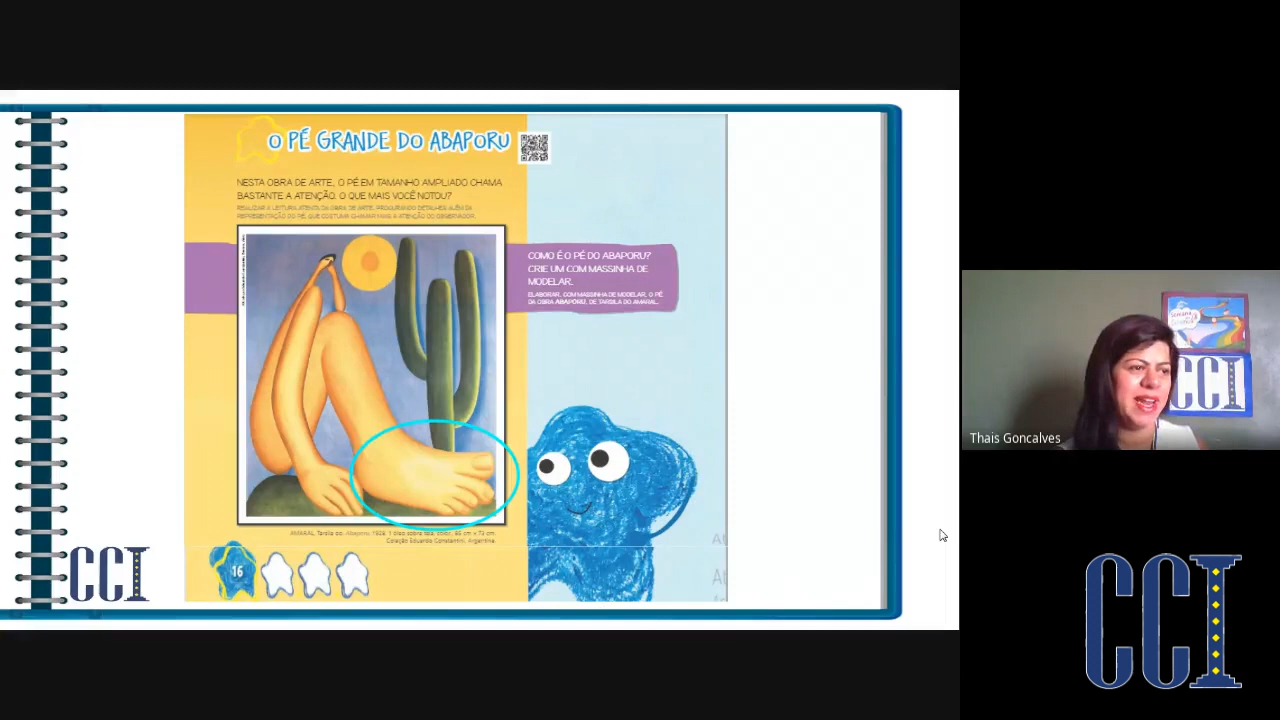 O PÉ GRANDE DO ABAPORU
NESTA OBRA DE ARTE, O PÉ EM TAMANHO AMPLIADO CHAMA
BASTANTE A ATENÇÃO. O QUE MAIS VOCÊ NOTOU?
REALIZAR A LEITURA ATENTA DA OBRA DE ARTE, PROCURANDO DETALHES ALÉM DA
REPRESENTAÇÃO DO PÉ, QUE COSTUMA CHAMAR MAIS A ATENÇÃO DO OBSERVADOR.
COMO É O PÉ DO ABAPORU?
CRIE UM COM MASSINHA DE
MODELAR.
ELABORAR, COM MASSINHA DE MODELAR, O PÉ
DA OBRA ABAPORU, DE TARSILA DO AMARAL.
AMARAL, Tarsila do. Abaporu. 1928. 1 óleo sobre tela, color., 85 cm × 73 cm.
Coleção Eduardo Constantini, Argentina.
16
CCI
CCI
Thais Goncalves
CCI